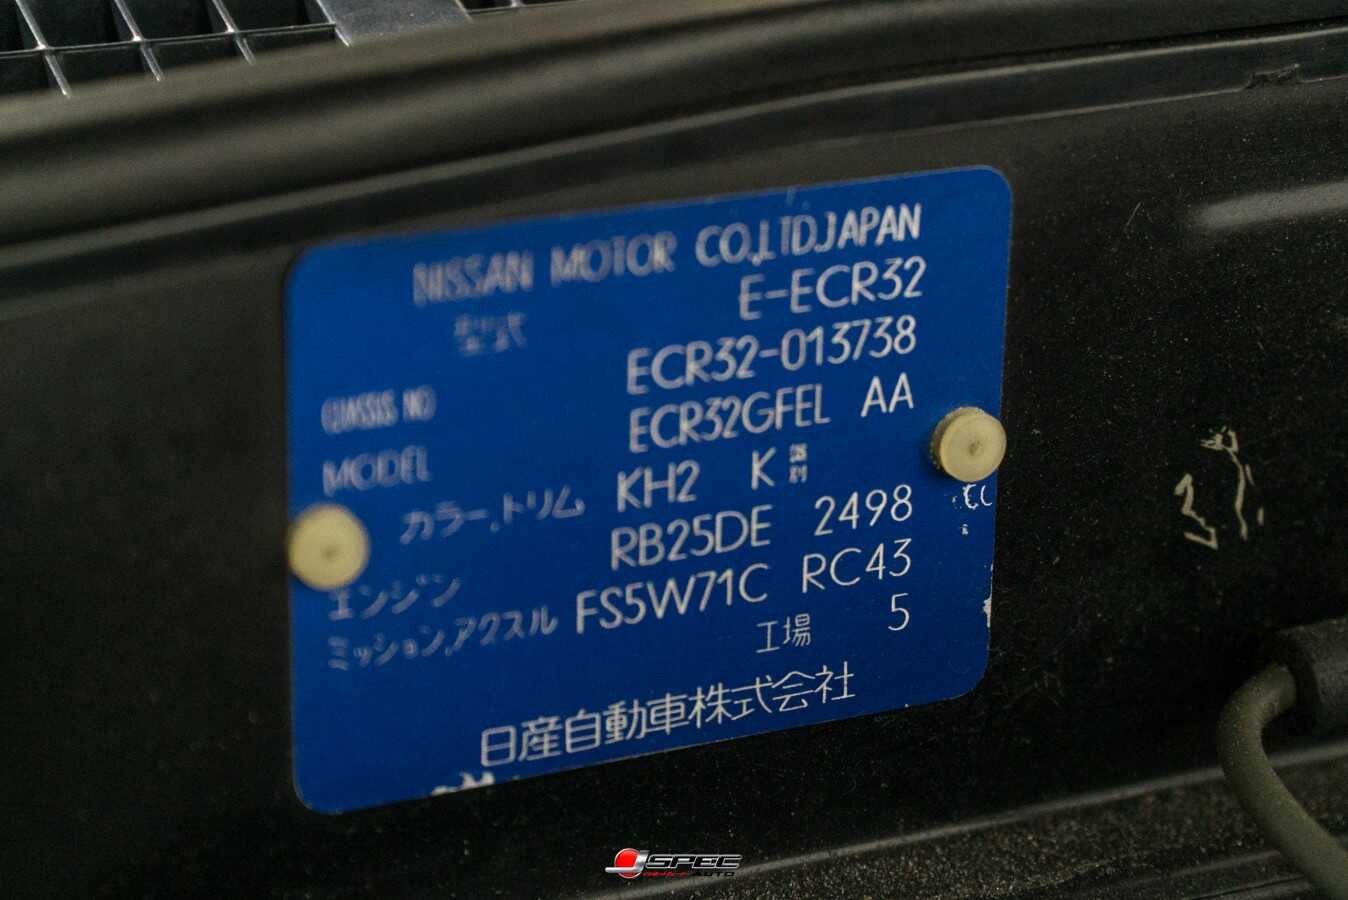 NISSAN MOTOR CO.,LTD.JAPAN
型式 E-ECR32
CHASSIS NO ECR32-013738
MODEL ECR32GFEL AA
カラー,トリム KH2 K
エンジン RB25DE 2498
ミッション,アクスル FS5W71C RC43
工場 5
日産自動車株式会社
J SPEC
AUTO